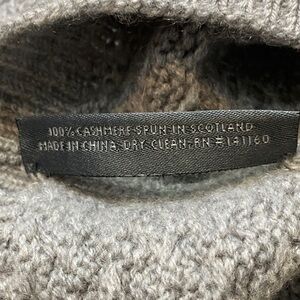 100% CASHMERE-SPUN IN SCOTLAND
MADE IN CHINA, DRY CLEAN, RN #141160